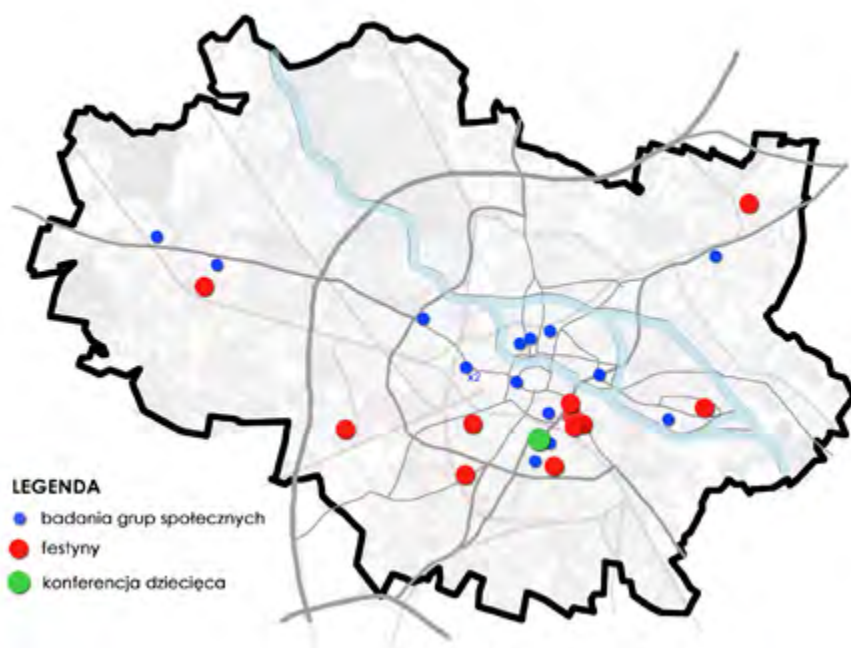 x2
LEGENDA
badania grup społecznych
festyny
konferencja dziecięca